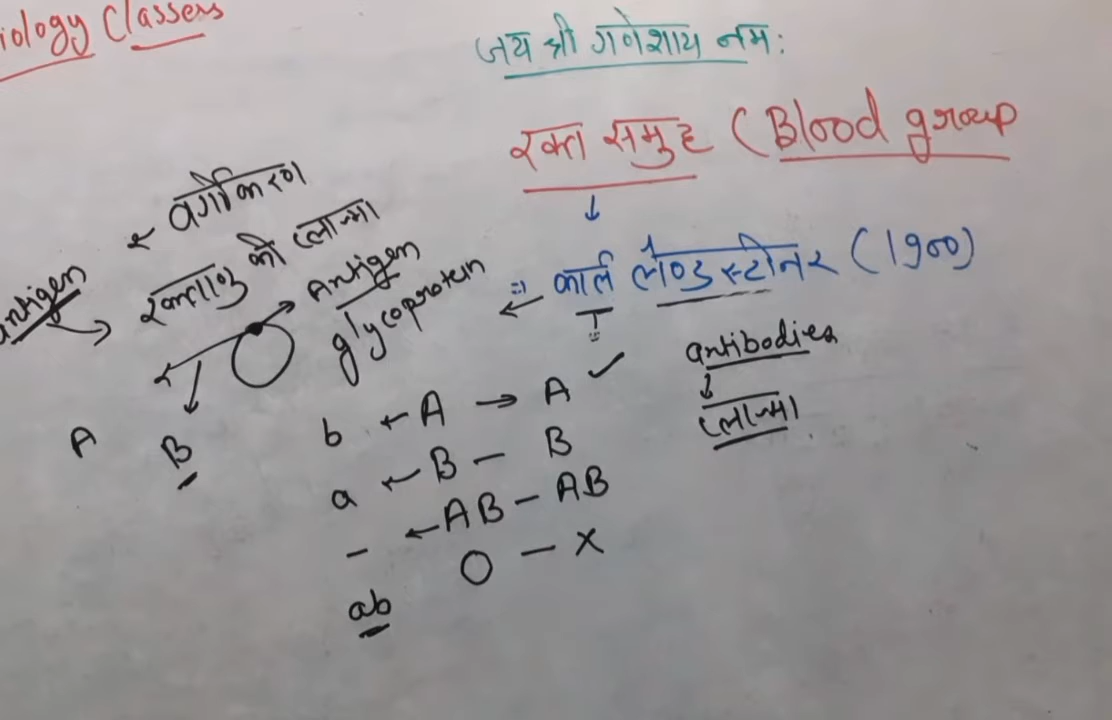 iology Classes
जय श्री गणेशाय नम:
रक्त समुह (Blood group
वर्गीकरण
कार्ल लैण्डस्टीनर (1900)
antigen
रक्ताणु की प्लाज्मा
Antigen
glycoprotein
antibodies
प्लाज्मा
A B
b ← A → A ✓
a ← B – B
– ← AB – AB
O – X
ab